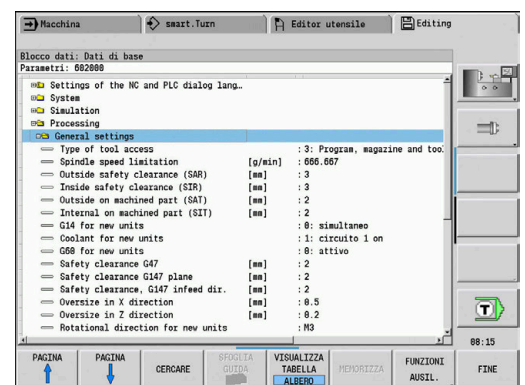 Macchina smart.Turn Editor utensile Editing
Blocco dati: Dati di base
Parametri: 602000
Settings of the NC and PLC dialog lang…
System
Simulation
Processing
General settings
Type of tool access : 3: Program, magazine and too
Spindle speed limitation [g/min] : 666.667
Outside safety clearance (SAR) [mm] : 3
Inside safety clearance (SIR) [mm] : 3
Outside on machined part (SAT) [mm] : 2
Internal on machined part (SIT) [mm] : 2
G14 for new units : 0: simultaneo
Coolant for new units : 1: circuito 1 on
G60 for new units : 0: attivo
Safety clearance G47 [mm] : 2
Safety clearance G147 plane [mm] : 2
Safety clearance, G147 infeed dir. [mm] : 2
Oversize in X direction [mm] : 0.5
Oversize in Z direction [mm] : 0.2
Rotational direction for new units : M3
T
08:15
PAGINA PAGINA CERCARE SFOGLIA GUIDA VISUALIZZA TABELLA ALBERO MEMORIZZA FUNZIONI AUSIL. FINE